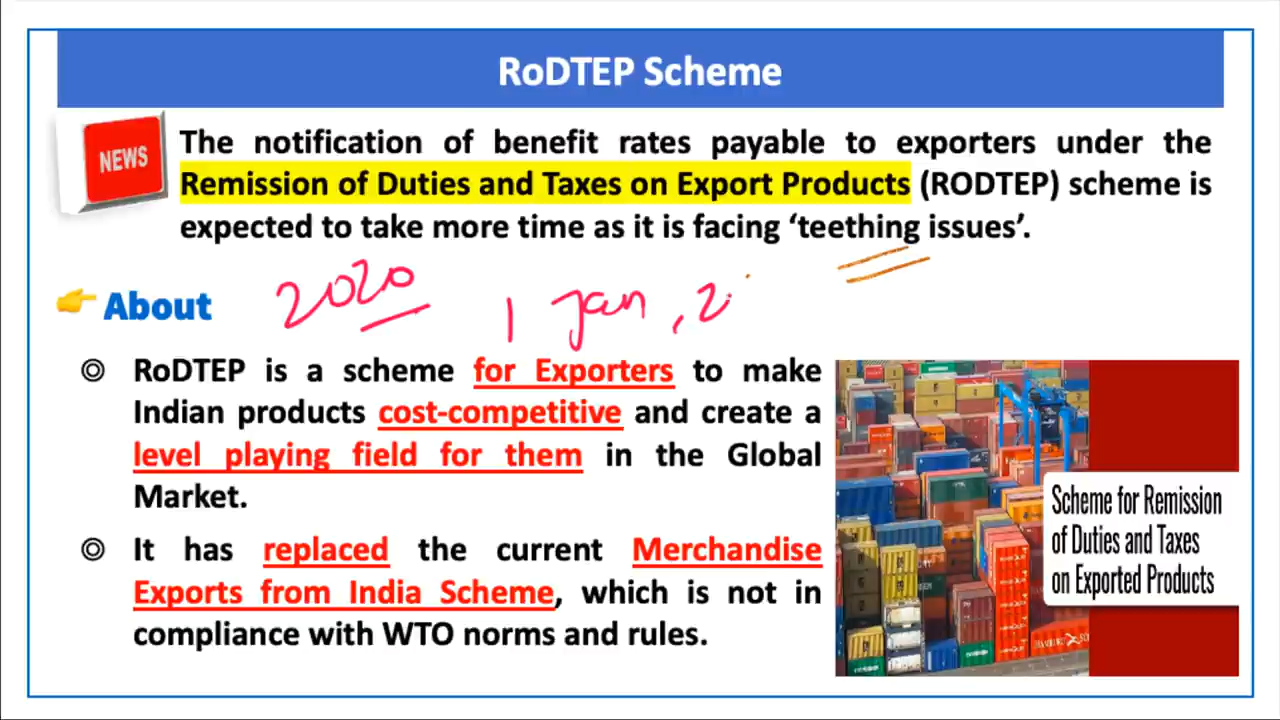 RoDTEP Scheme
NEWS
The notification of benefit rates payable to exporters under the
Remission of Duties and Taxes on Export Products (RODTEP) scheme is
expected to take more time as it is facing ‘teething issues’.
About
2020
1 Jan, 2
◎ RoDTEP is a scheme for Exporters to make
Indian products cost-competitive and create a
level playing field for them in the Global
Market.
◎ It has replaced the current Merchandise
Exports from India Scheme, which is not in
compliance with WTO norms and rules.
Scheme for Remission
of Duties and Taxes
on Exported Products